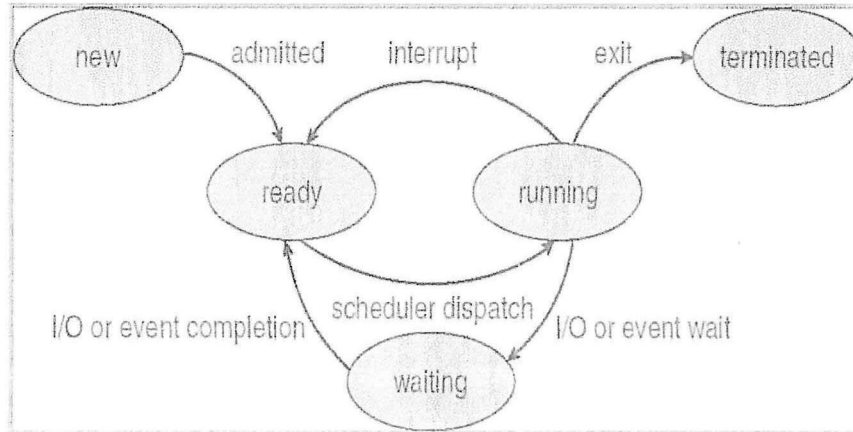 new admitted interrupt exit terminated
ready running
scheduler dispatch
I/O or event completion I/O or event wait
waiting